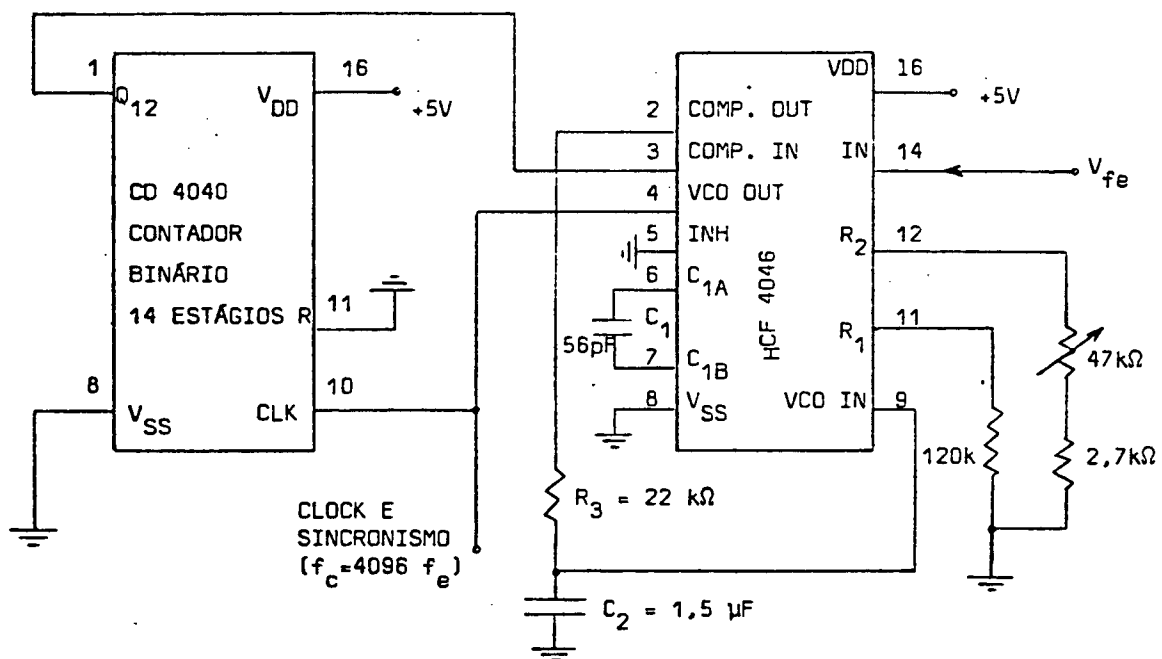 1
Q12
16
VDD
+5V
CD 4040
CONTADOR
BINÁRIO
14 ESTÁGIOS R
11
8
VSS
10
CLK
CLOCK E
SINCRONISMO
(fc=4096 fe)
VDD
16
+5V
2
COMP. OUT
3
COMP. IN
IN
14
Vfe
4
VCO OUT
5
INH
R2
12
6
C1A
C1
56pF
7
C1B
HCF 4046
R1
11
47kΩ
8
VSS
VCO IN
9
120k
2,7kΩ
R3 = 22 kΩ
C2 = 1,5 µF